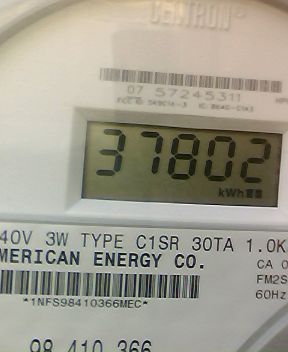 CENTRON®
07 57245311
37802
kWh
40V 3W TYPE C1SR 30TA 1.0K
MERICAN ENERGY CO.
CA 0
FM2S
60Hz
*1NFS98410366MEC*
98 410 366